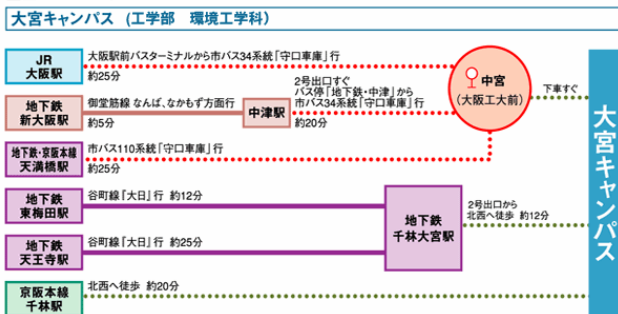 大宮キャンパス (工学部 環境工学科)
JR
大阪駅
大阪駅前バスターミナルから市バス34系統「守口車庫」行
約25分
地下鉄
新大阪駅
御堂筋線 なんば、なかもず方面行
約5分
中津駅
2号出口すぐ
バス停「地下鉄・中津」から
市バス34系統「守口車庫」行
約20分
中宮
(大阪工大前)
下車すぐ
地下鉄・京阪本線
天満橋駅
市バス110系統「守口車庫」行
約25分
地下鉄
東梅田駅
谷町線「大日」行 約12分
地下鉄
天王寺駅
谷町線「大日」行 約25分
地下鉄
千林大宮駅
2号出口から
北西へ徒歩 約12分
京阪本線
千林駅
北西へ徒歩 約20分
大宮キャンパス